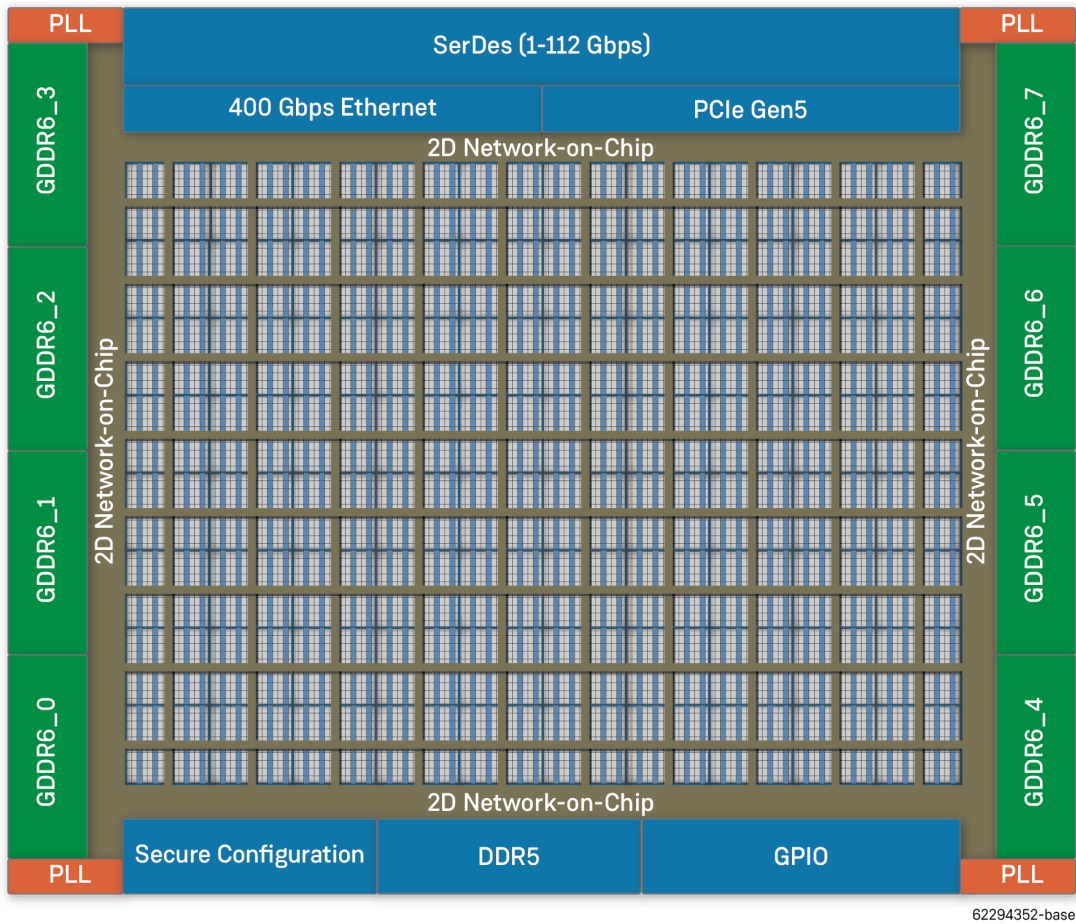 PLL
SerDes (1-112 Gbps)
PLL
400 Gbps Ethernet
PCIe Gen5
2D Network-on-Chip
GDDR6_3
GDDR6_7
GDDR6_2
GDDR6_6
2D Network-on-Chip
2D Network-on-Chip
GDDR6_1
GDDR6_5
GDDR6_0
GDDR6_4
2D Network-on-Chip
Secure Configuration
DDR5
GPIO
PLL
PLL
62294352-base